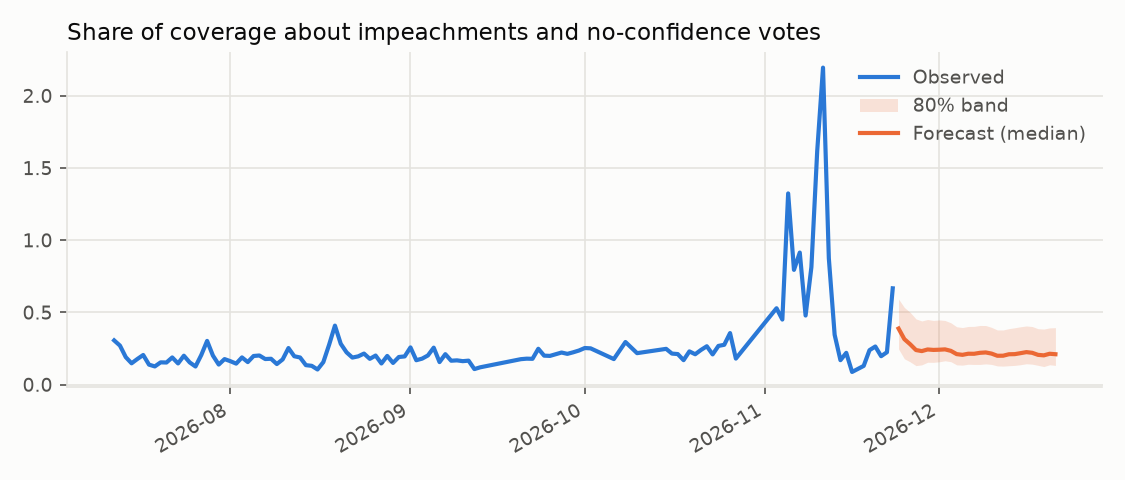 Share of coverage about impeachments and no-confidence votes
Observed
80% band
Forecast (median)
2.0
1.5
1.0
0.5
0.0
2026-08
2026-09
2026-10
2026-11
2026-12